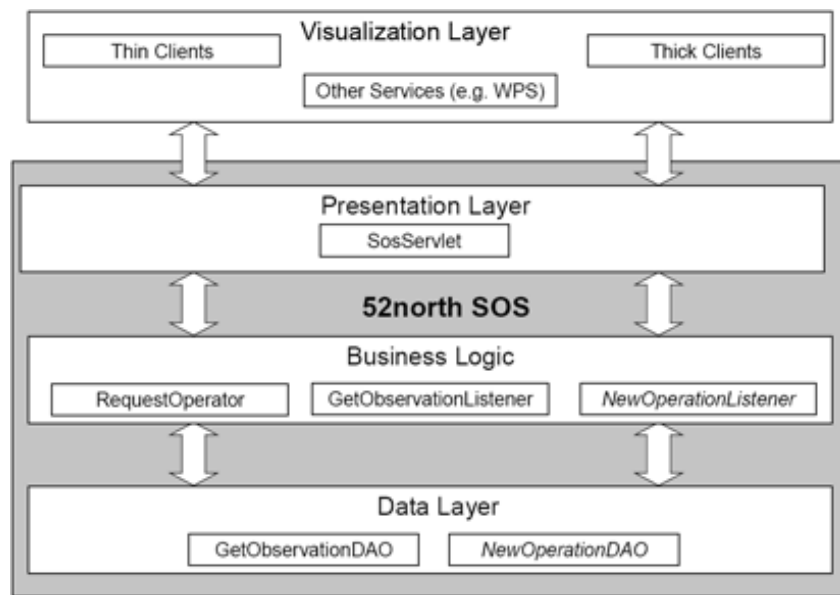 Visualization Layer
Thin Clients
Thick Clients
Other Services (e.g. WPS)
Presentation Layer
SosServlet
52north SOS
Business Logic
RequestOperator
GetObservationListener
NewOperationListener
Data Layer
GetObservationDAO
NewOperationDAO